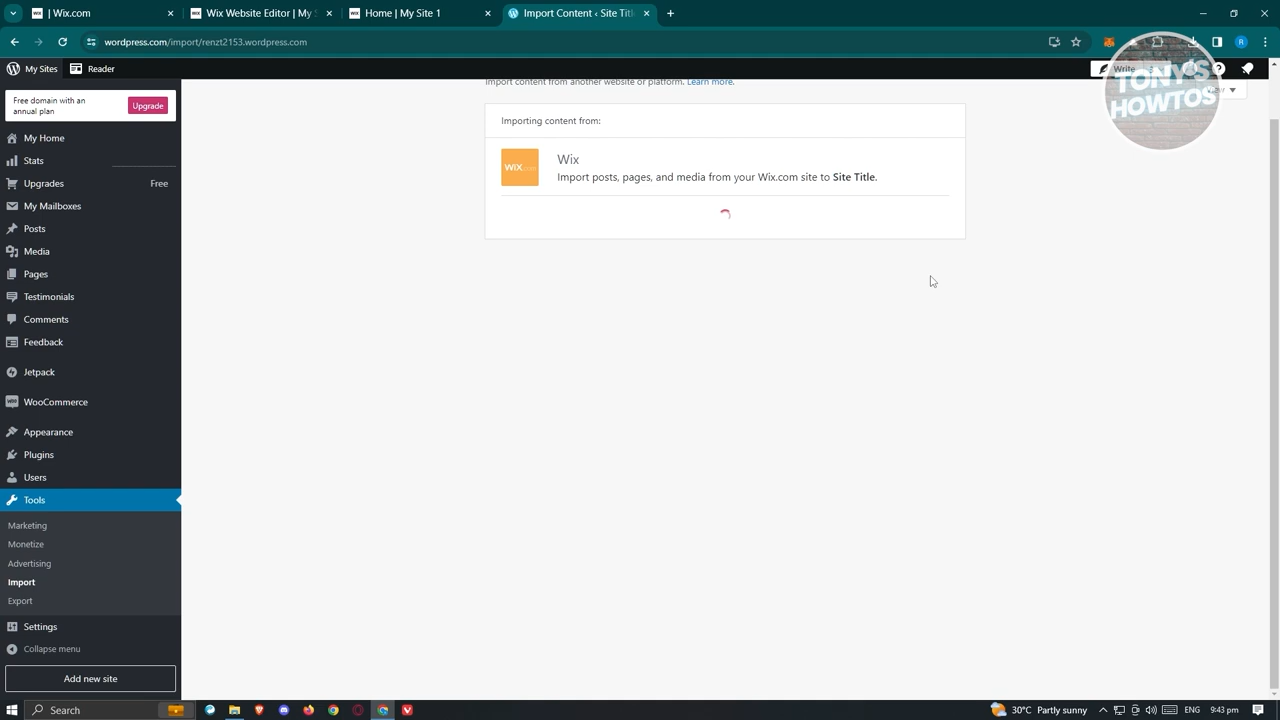 | Wix.com
Wix Website Editor | My S
Home | My Site 1
Import Content ‹ Site Title
wordpress.com/import/renzt2153.wordpress.com
R
My Sites
Reader
Write
TONY'S
HOWTOS
Free domain with an
annual plan
Upgrade
My Home
Stats
Upgrades
Free
My Mailboxes
Posts
Media
Pages
Testimonials
Comments
Feedback
Jetpack
WooCommerce
Appearance
Plugins
Users
Tools
Marketing
Monetize
Advertising
Import
Export
Settings
Collapse menu
Add new site
Import content from another website or platform. Learn more.
Importing content from:
WiX.com
Wix
Import posts, pages, and media from your Wix.com site to Site Title.
Search
30°C Partly sunny
ENG
9:43 pm